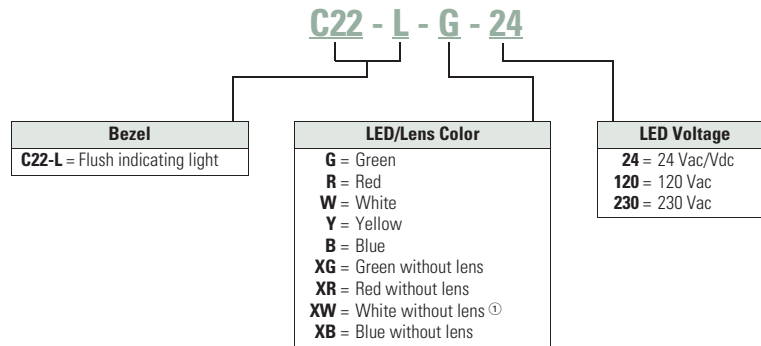 C22 - L - G - 24
Bezel
C22-L = Flush indicating light
LED/Lens Color
G = Green
R = Red
W = White
Y = Yellow
B = Blue
XG = Green without lens
XR = Red without lens
XW = White without lens ①
XB = Blue without lens
LED Voltage
24 = 24 Vac/Vdc
120 = 120 Vac
230 = 230 Vac